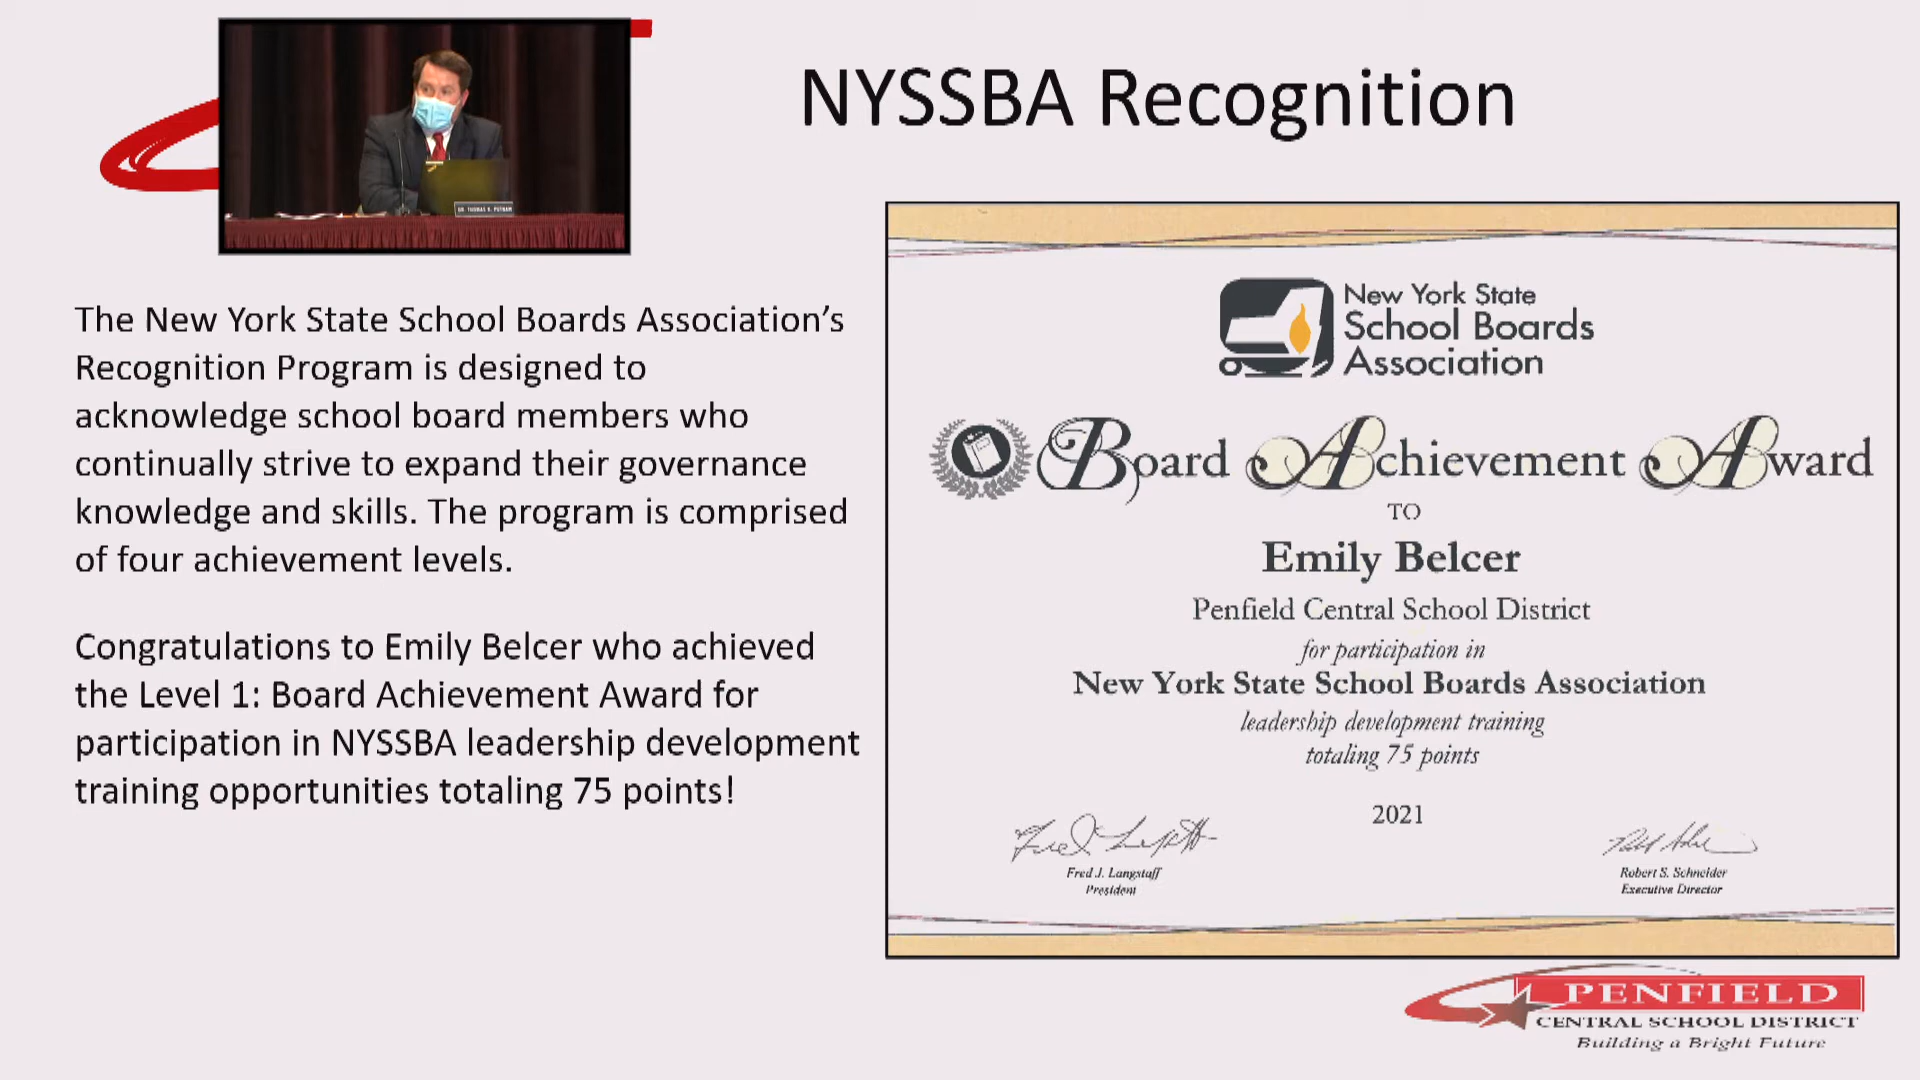 NYSSBA Recognition
DR. THOMAS K. PUTNAM
The New York State School Boards Association’s
Recognition Program is designed to
acknowledge school board members who
continually strive to expand their governance
knowledge and skills. The program is comprised
of four achievement levels.
Congratulations to Emily Belcer who achieved
the Level 1: Board Achievement Award for
participation in NYSSBA leadership development
training opportunities totaling 75 points!
New York State
School Boards
Association
Board Achievement Award
TO
Emily Belcer
Penfield Central School District
for participation in
New York State School Boards Association
leadership development training
totaling 75 points
2021
Fred J. Langstaff
President
Robert S. Schneider
Executive Director
PENFIELD
CENTRAL SCHOOL DISTRICT
Building a Bright Future